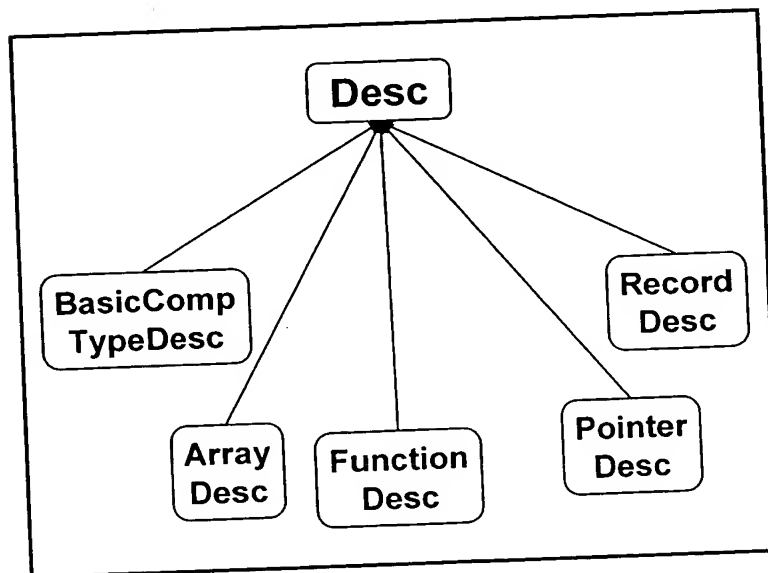 Desc
BasicComp
TypeDesc
Record
Desc
Array
Desc
Function
Desc
Pointer
Desc